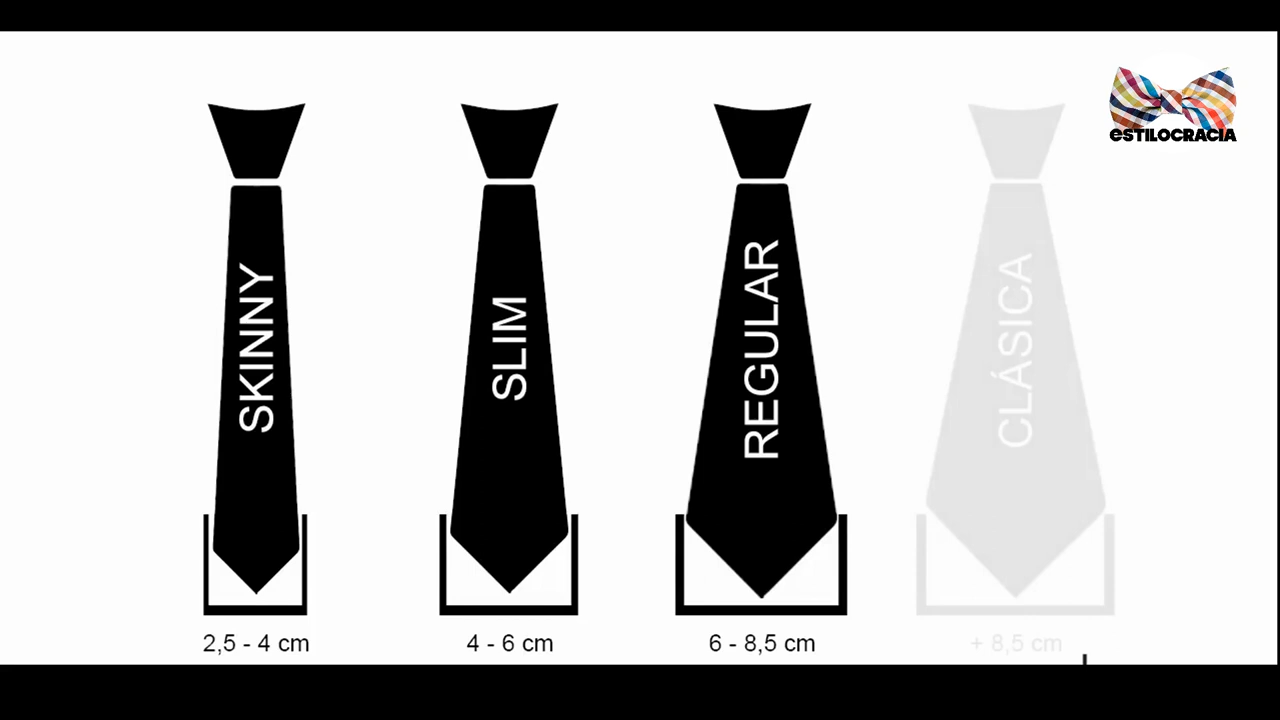 eSTILOCRACIA
SKINNY
SLIM
REGULAR
CLÁSICA
2,5 - 4 cm
4 - 6 cm
6 - 8,5 cm
+ 8,5 cm